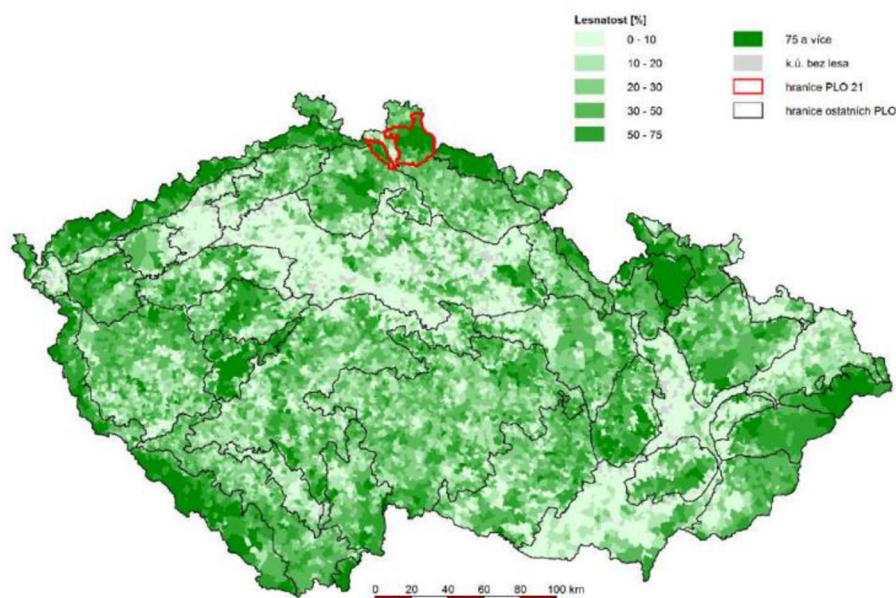 Lesnatost [%]
0 - 10
10 - 20
20 - 30
30 - 50
50 - 75
75 a více
k.ú. bez lesa
hranice PLO 21
hranice ostatních PLO
0 20 40 60 80 100 km